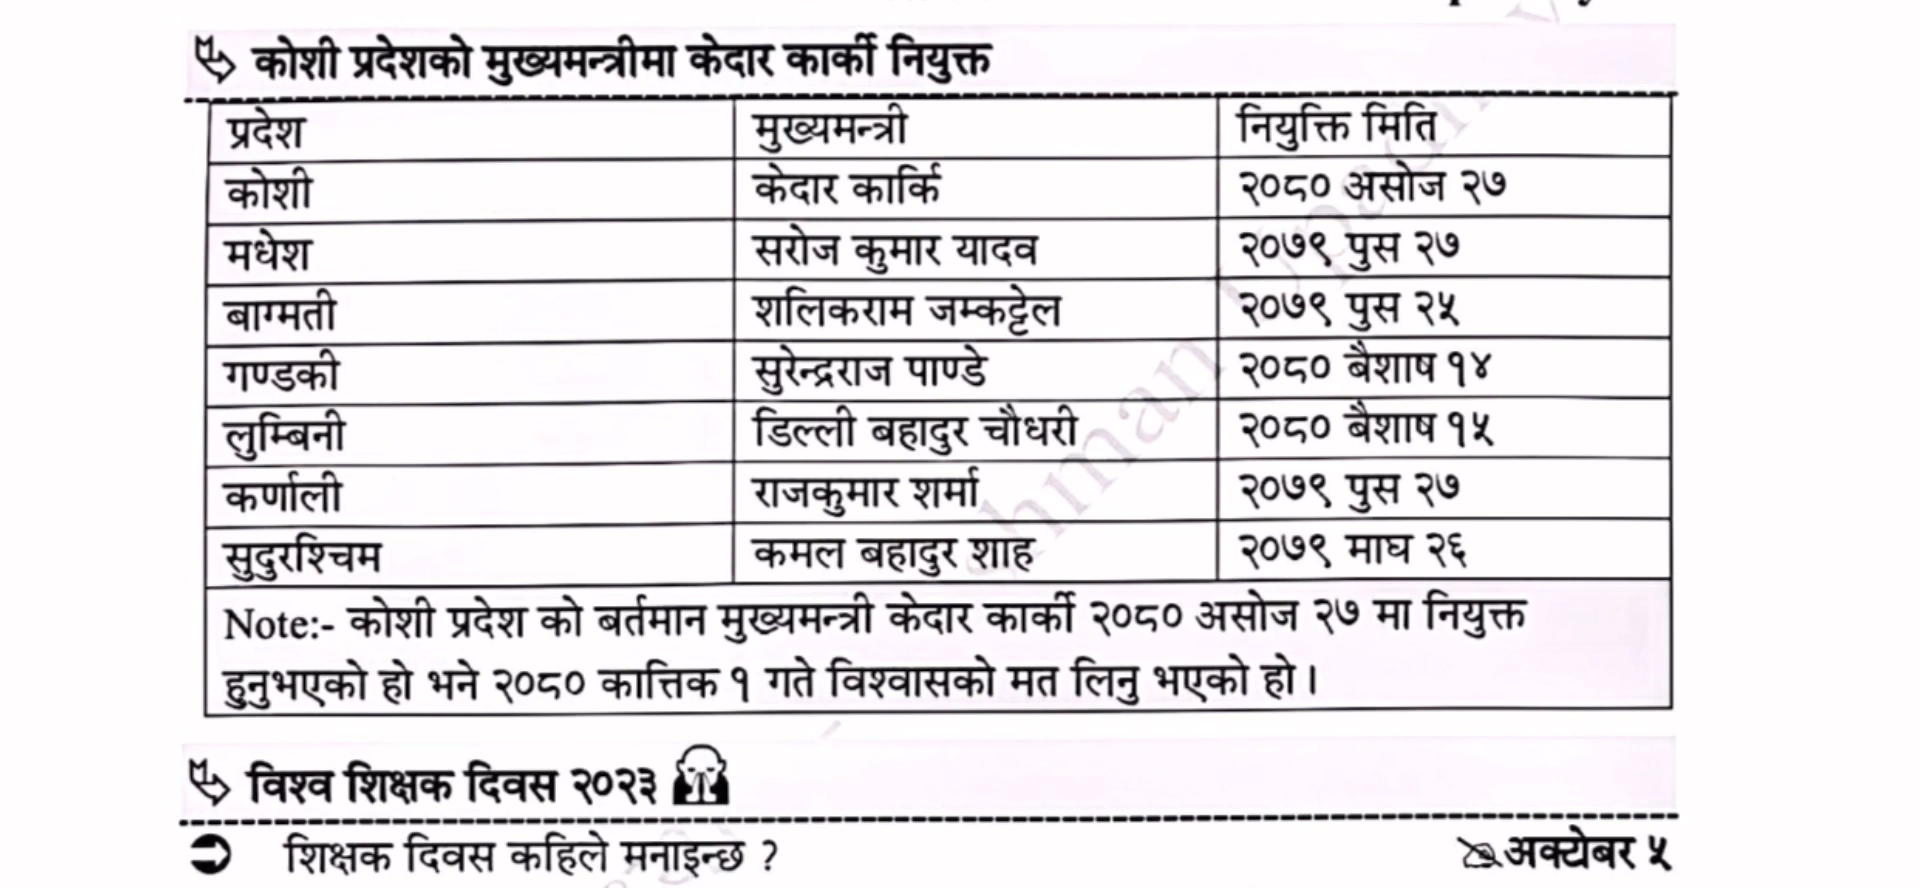 कोशी प्रदेशको मुख्यमन्त्रीमा केदार कार्की नियुक्त
प्रदेश मुख्यमन्त्री नियुक्ति मिति
कोशी केदार कार्कि २०८० असोज २७
मधेश सरोज कुमार यादव २०७९ पुस २७
बाग्मती शलिकराम जम्कट्टेल २०७९ पुस २५
गण्डकी सुरेन्द्रराज पाण्डे २०८० बैशाष १४
लुम्बिनी डिल्ली बहादुर चौधरी २०८० बैशाष १५
कर्णाली राजकुमार शर्मा २०७९ पुस २७
सुदुरश्चिम कमल बहादुर शाह २०७९ माघ २६
Note:- कोशी प्रदेश को बर्तमान मुख्यमन्त्री केदार कार्की २०८० असोज २७ मा नियुक्त
हुनुभएको हो भने २०८० कात्तिक १ गते विश्वासको मत लिनु भएको हो।
विश्व शिक्षक दिवस २०२३
शिक्षक दिवस कहिले मनाइन्छ ? अक्टोबर ५